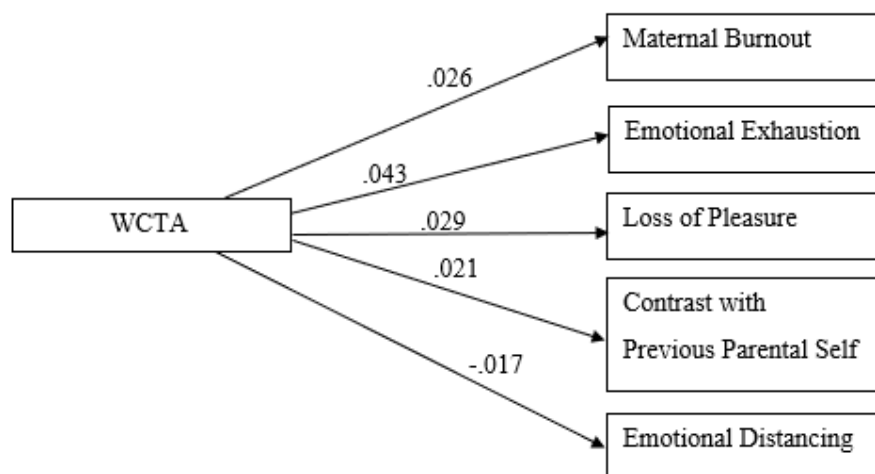 Maternal Burnout
.026
Emotional Exhaustion
.043
WCTA
.029
Loss of Pleasure
.021
Contrast with
Previous Parental Self
-.017
Emotional Distancing